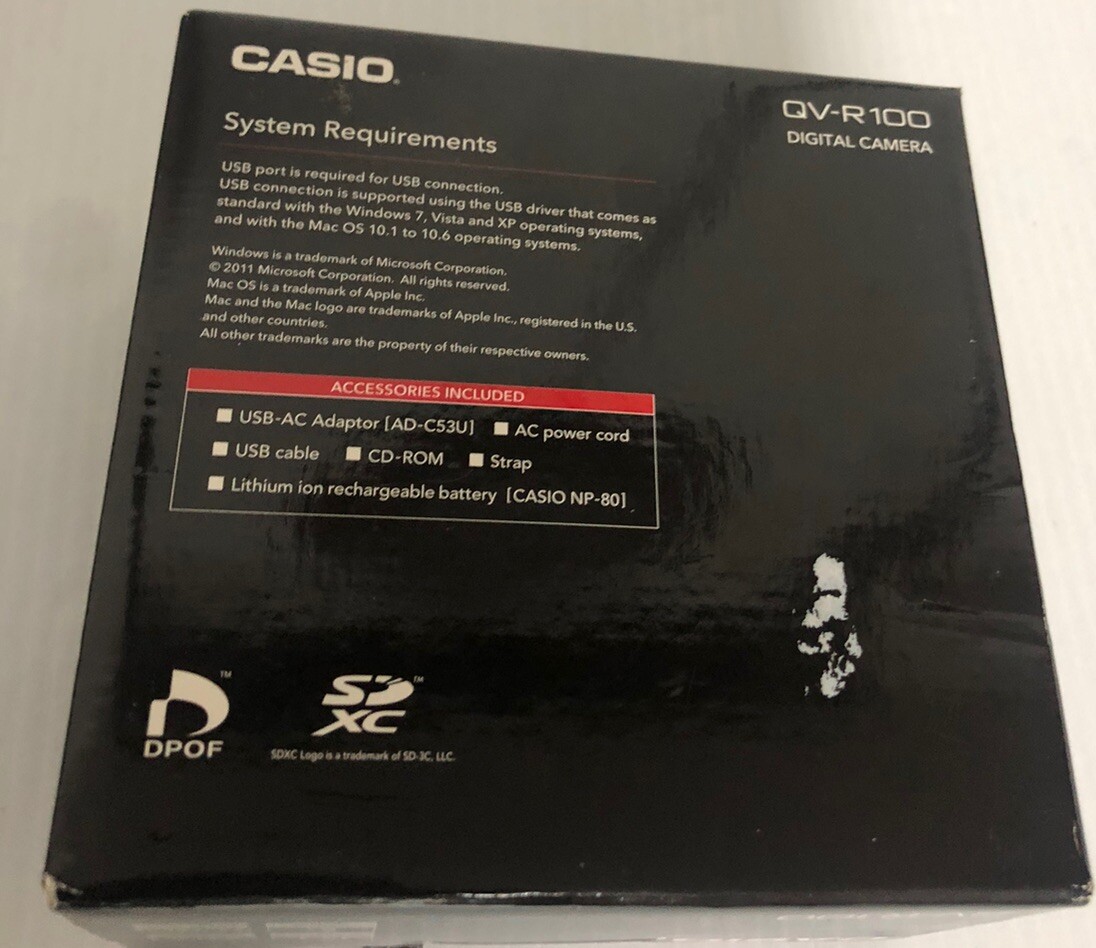 CASIO®
QV-R100
DIGITAL CAMERA
System Requirements
USB port is required for USB connection.
USB connection is supported using the USB driver that comes as
standard with the Windows 7, Vista and XP operating systems,
and with the Mac OS 10.1 to 10.6 operating systems.
Windows is a trademark of Microsoft Corporation.
© 2011 Microsoft Corporation. All rights reserved.
Mac OS is a trademark of Apple Inc.
Mac and the Mac logo are trademarks of Apple Inc., registered in the U.S.
and other countries.
All other trademarks are the property of their respective owners.
ACCESSORIES INCLUDED
■ USB-AC Adaptor [AD-C53U] ■ AC power cord
■ USB cable ■ CD-ROM ■ Strap
■ Lithium ion rechargeable battery [CASIO NP-80]
TM
DPOF
SD TM
XC
SDXC Logo is a trademark of SD-3C, LLC.